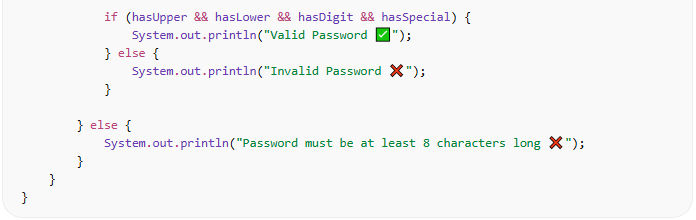 if (hasUpper && hasLower && hasDigit && hasSpecial) {
                System.out.println("Valid Password ✅");
            } else {
                System.out.println("Invalid Password ❌");
            }

        } else {
            System.out.println("Password must be at least 8 characters long ❌");
        }
    }
}